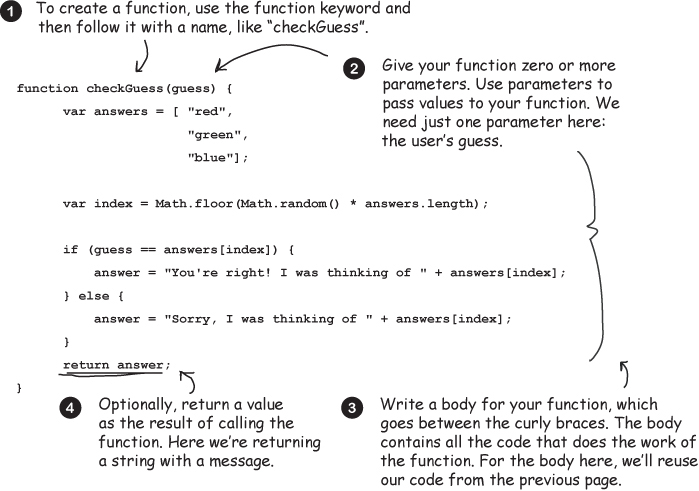 1 To create a function, use the function keyword and
then follow it with a name, like “checkGuess”.
2 Give your function zero or more
parameters. Use parameters to
pass values to your function. We
need just one parameter here:
the user's guess.
function checkGuess(guess) {
    var answers = [ "red",
                    "green",
                    "blue"];
    var index = Math.floor(Math.random() * answers.length);
    if (guess == answers[index]) {
        answer = "You're right! I was thinking of " + answers[index];
    } else {
        answer = "Sorry, I was thinking of " + answers[index];
    }
    return answer;
}
4 Optionally, return a value
as the result of calling the
function. Here we're returning
a string with a message.
3 Write a body for your function, which
goes between the curly braces. The body
contains all the code that does the work of
the function. For the body here, we'll reuse
our code from the previous page.